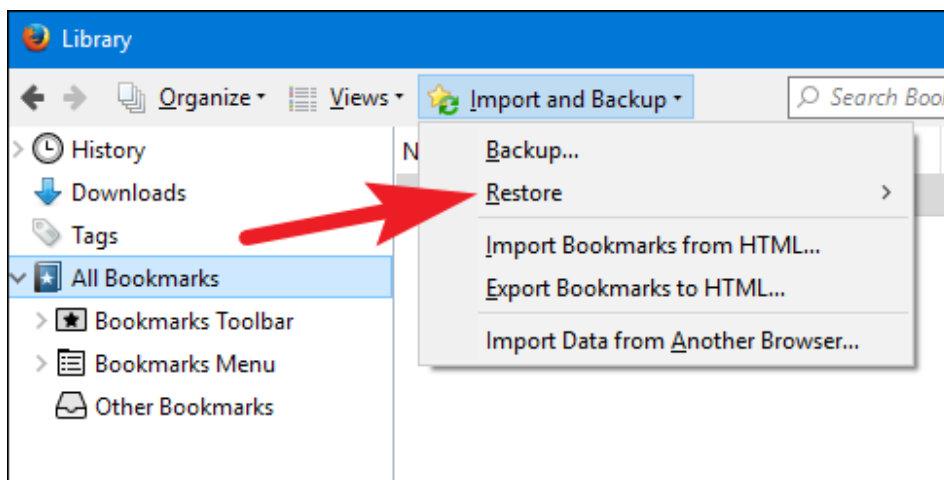 Library
Organize Views Import and Backup Search
History
Downloads
Tags
All Bookmarks
Bookmarks Toolbar
Bookmarks Menu
Other Bookmarks
N
Backup...
Restore
Import Bookmarks from HTML...
Export Bookmarks to HTML...
Import Data from Another Browser...